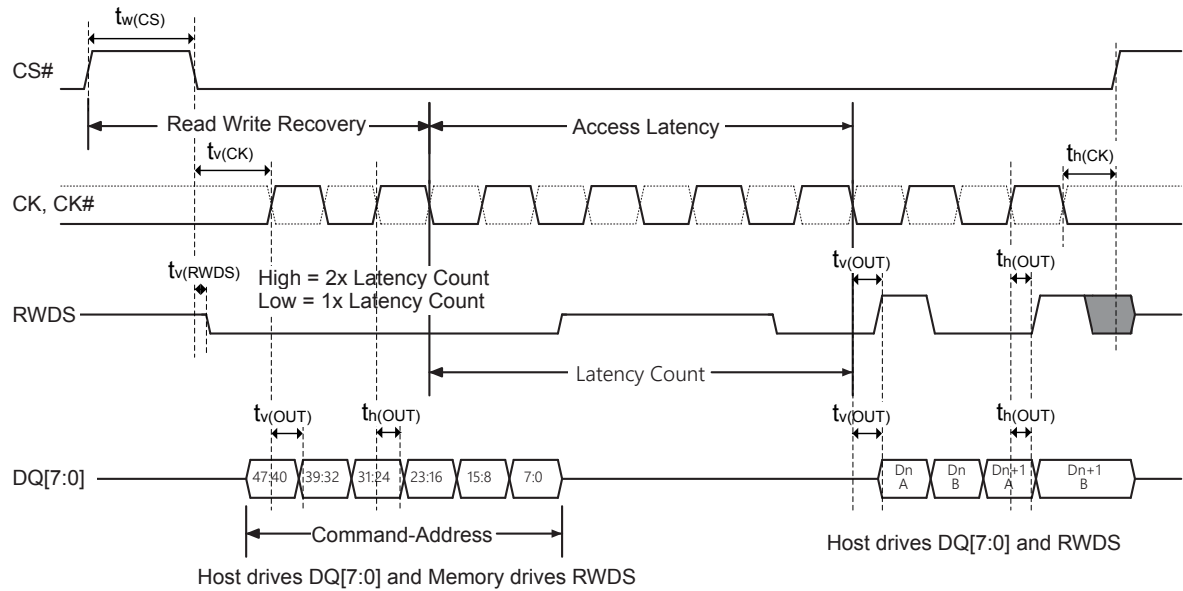 tw(CS)
CS#
Read Write Recovery
Access Latency
tv(CK)
th(CK)
CK, CK#
tv(RWDS)
High = 2x Latency Count
Low = 1x Latency Count
tv(OUT)
th(OUT)
RWDS
Latency Count
tv(OUT)
th(OUT)
tv(OUT)
th(OUT)
DQ[7:0]
47:40
39:32
31:24
23:16
15:8
7:0
Dn
A
Dn
B
Dn+1
A
Dn+1
B
Command-Address
Host drives DQ[7:0] and RWDS
Host drives DQ[7:0] and Memory drives RWDS